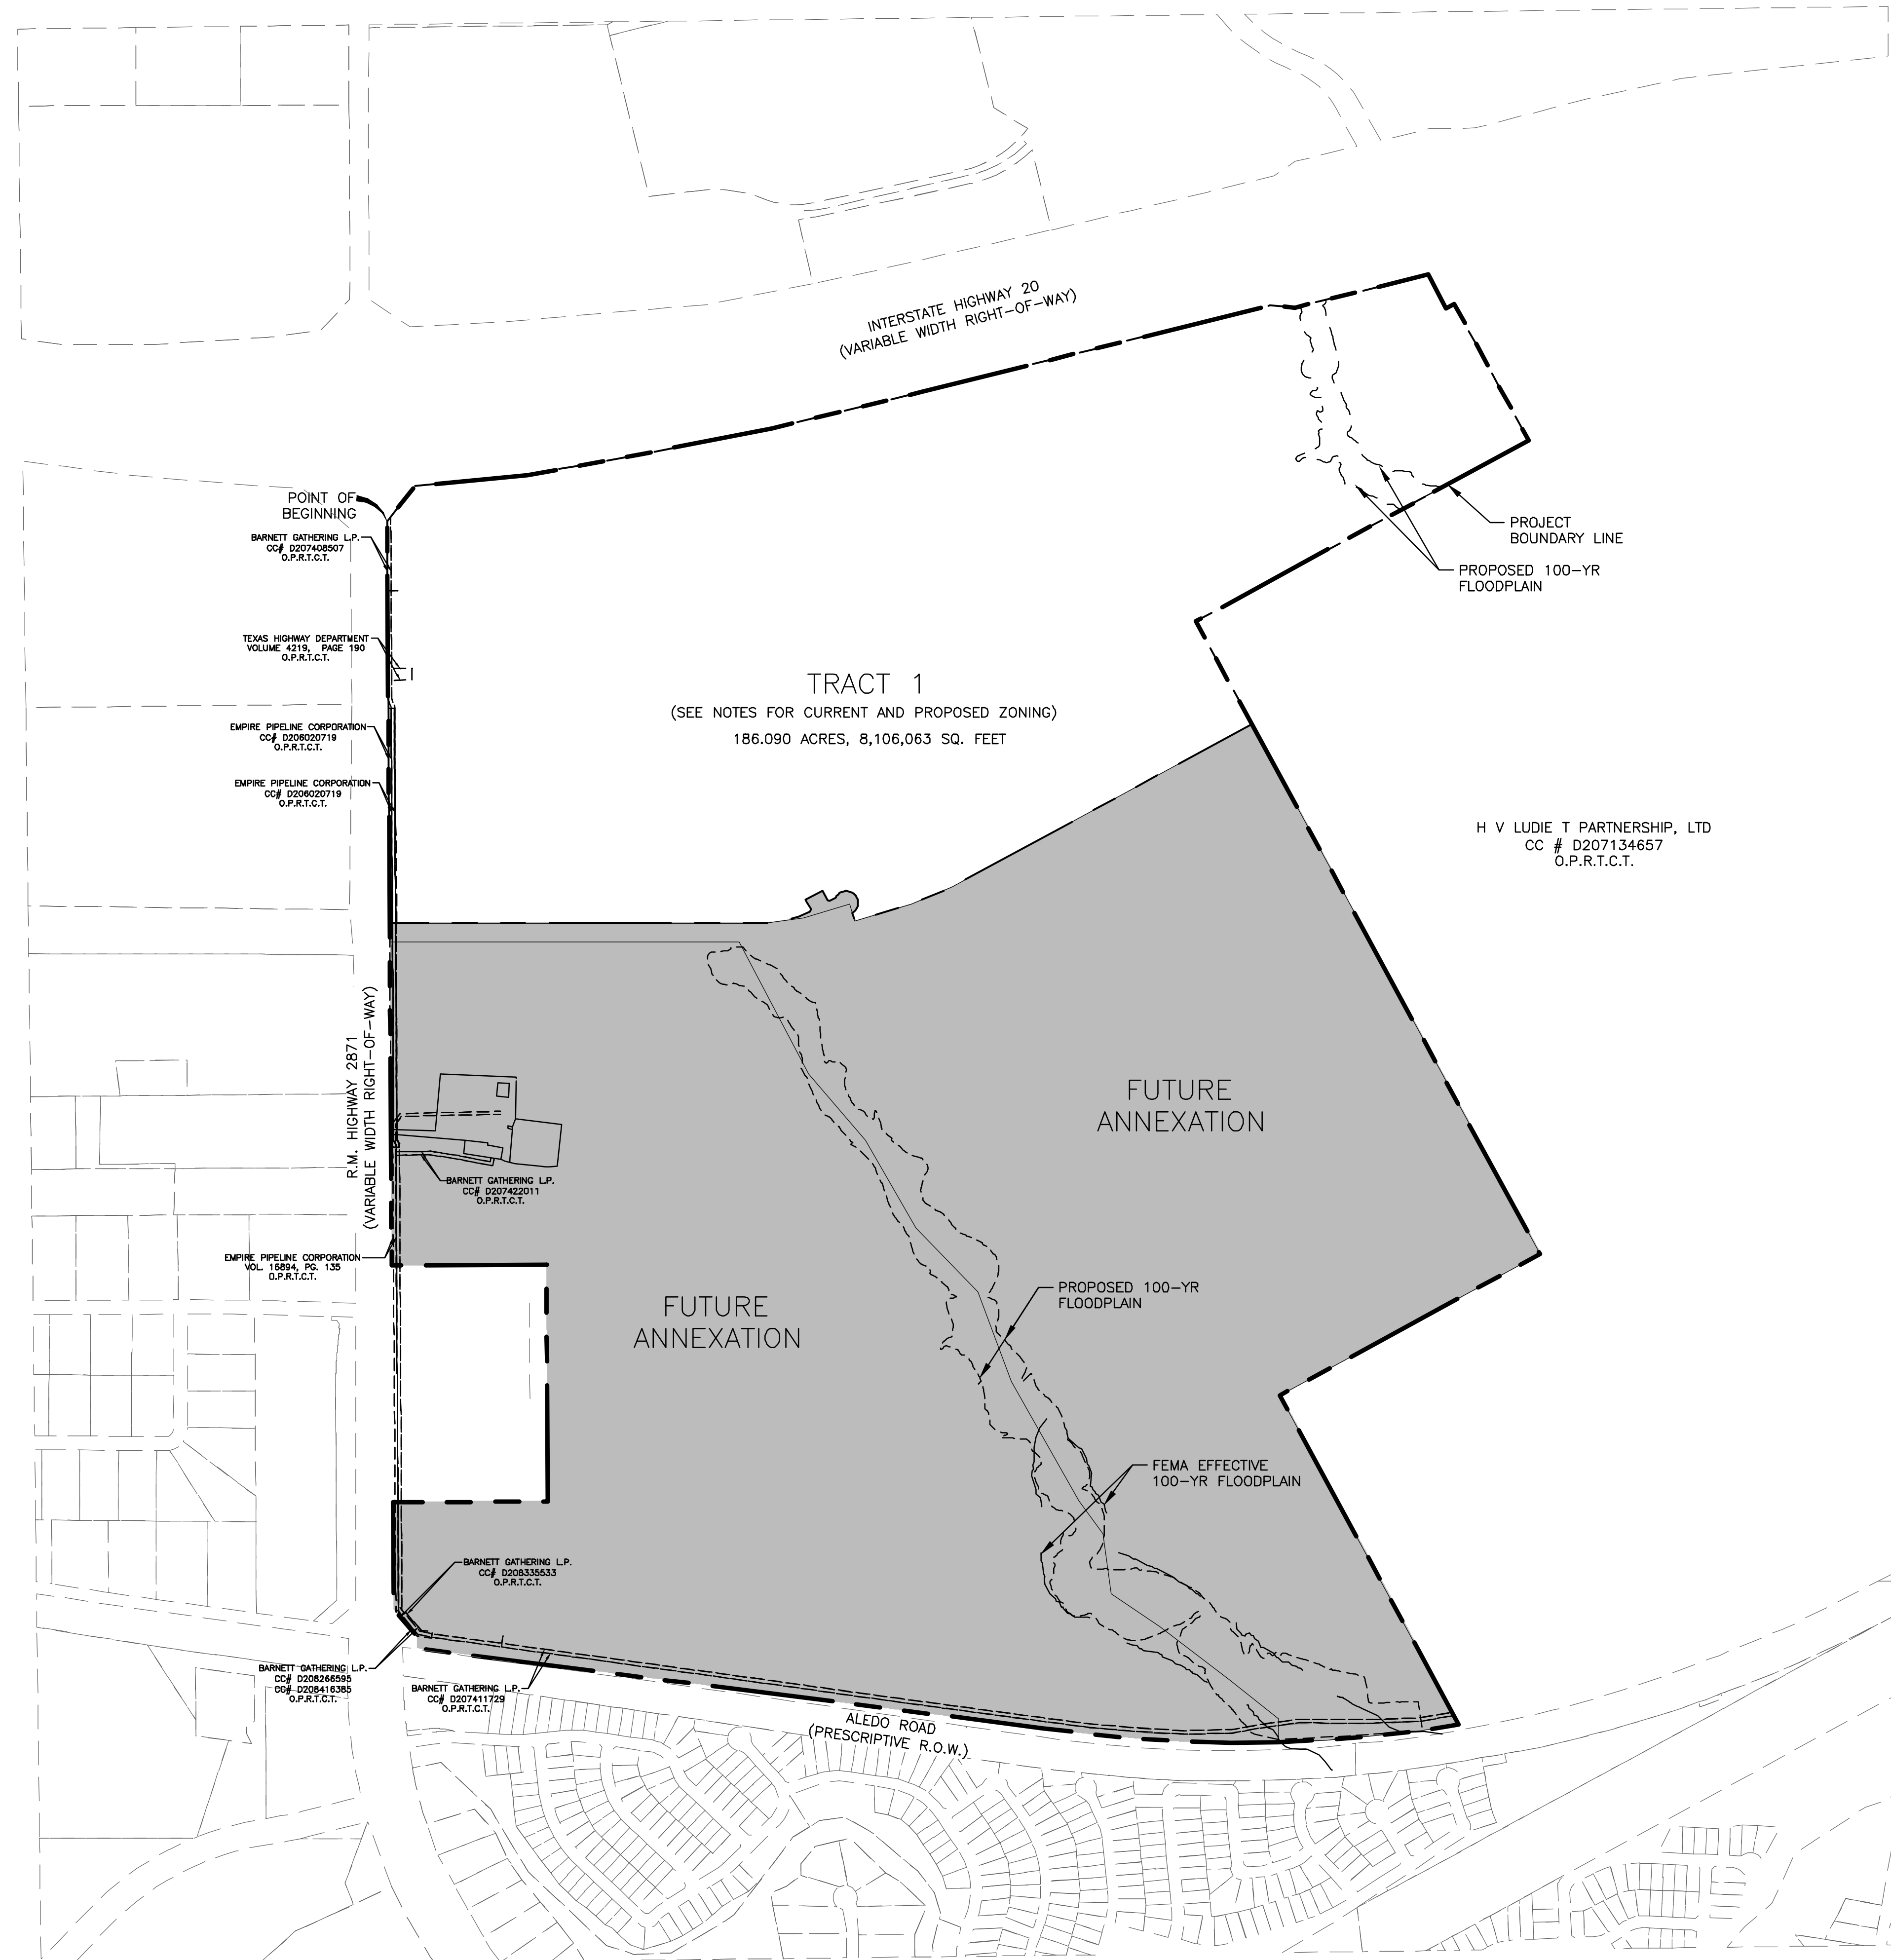 INTERSTATE HIGHWAY 20
(VARIABLE WIDTH RIGHT-OF-WAY)
POINT OF
BEGINNING
BARNETT GATHERING L.P.
CC# D207408507
O.P.R.T.C.T.
PROJECT
BOUNDARY LINE
PROPOSED 100-YR
FLOODPLAIN
TEXAS HIGHWAY DEPARTMENT
VOLUME 4219, PAGE 190
O.P.R.T.C.T.
TRACT 1
(SEE NOTES FOR CURRENT AND PROPOSED ZONING)
186.090 ACRES, 8,106,063 SQ. FEET
EMPIRE PIPELINE CORPORATION
CC# D206020719
O.P.R.T.C.T.
EMPIRE PIPELINE CORPORATION
CC# D206020719
O.P.R.T.C.T.
H V LUDIE T PARTNERSHIP, LTD
CC # D207134657
O.P.R.T.C.T.
R.M. HIGHWAY 2871
(VARIABLE WIDTH RIGHT-OF-WAY)
FUTURE
ANNEXATION
BARNETT GATHERING L.P.
CC# D207422011
O.P.R.T.C.T.
EMPIRE PIPELINE CORPORATION
VOL. 16894, PG. 135
O.P.R.T.C.T.
PROPOSED 100-YR
FLOODPLAIN
FUTURE
ANNEXATION
FEMA EFFECTIVE
100-YR FLOODPLAIN
BARNETT GATHERING L.P.
CC# D208335533
O.P.R.T.C.T.
BARNETT GATHERING L.P.
CC# D208266595
CC# D208416385
O.P.R.T.C.T.
BARNETT GATHERING L.P.
CC# D207411729
O.P.R.T.C.T.
ALEDO ROAD
(PRESCRIPTIVE R.O.W.)